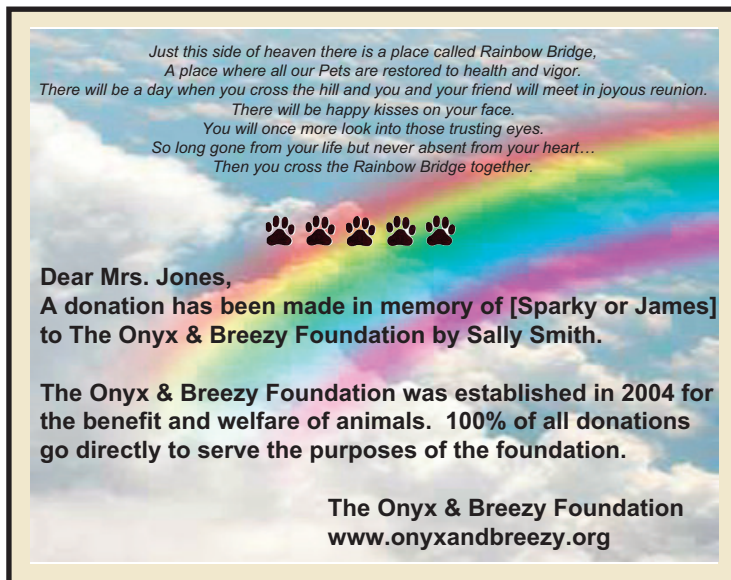 Just this side of heaven there is a place called Rainbow Bridge,
A place where all our Pets are restored to health and vigor.
There will be a day when you cross the hill and you and your friend will meet in joyous reunion.
There will be happy kisses on your face.
You will once more look into those trusting eyes.
So long gone from your life but never absent from your heart…
Then you cross the Rainbow Bridge together.
Dear Mrs. Jones,
A donation has been made in memory of [Sparky or James]
to The Onyx & Breezy Foundation by Sally Smith.
The Onyx & Breezy Foundation was established in 2004 for
the benefit and welfare of animals.  100% of all donations
go directly to serve the purposes of the foundation.
The Onyx & Breezy Foundation
www.onyxandbreezy.org